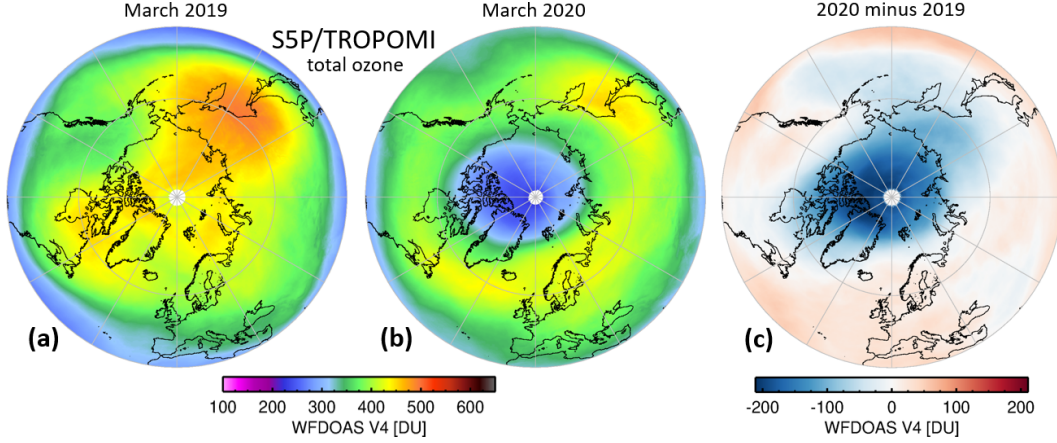 March 2019
March 2020
2020 minus 2019
S5P/TROPOMI
total ozone
(a)
(b)
(c)
100 200 300 400 500 600
WFDOAS V4 [DU]
-200 -100 0 100 200
WFDOAS V4 [DU]